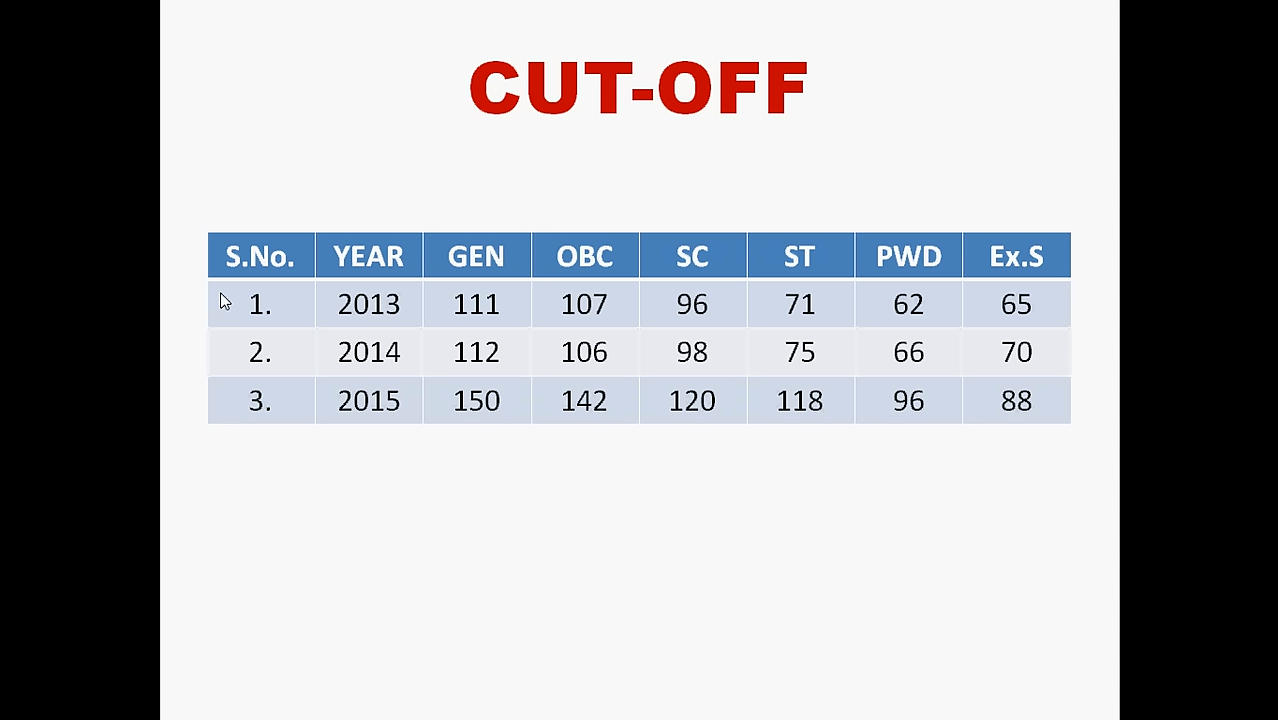 CUT-OFF
S.No. YEAR GEN OBC SC ST PWD Ex.S
1. 2013 111 107 96 71 62 65
2. 2014 112 106 98 75 66 70
3. 2015 150 142 120 118 96 88